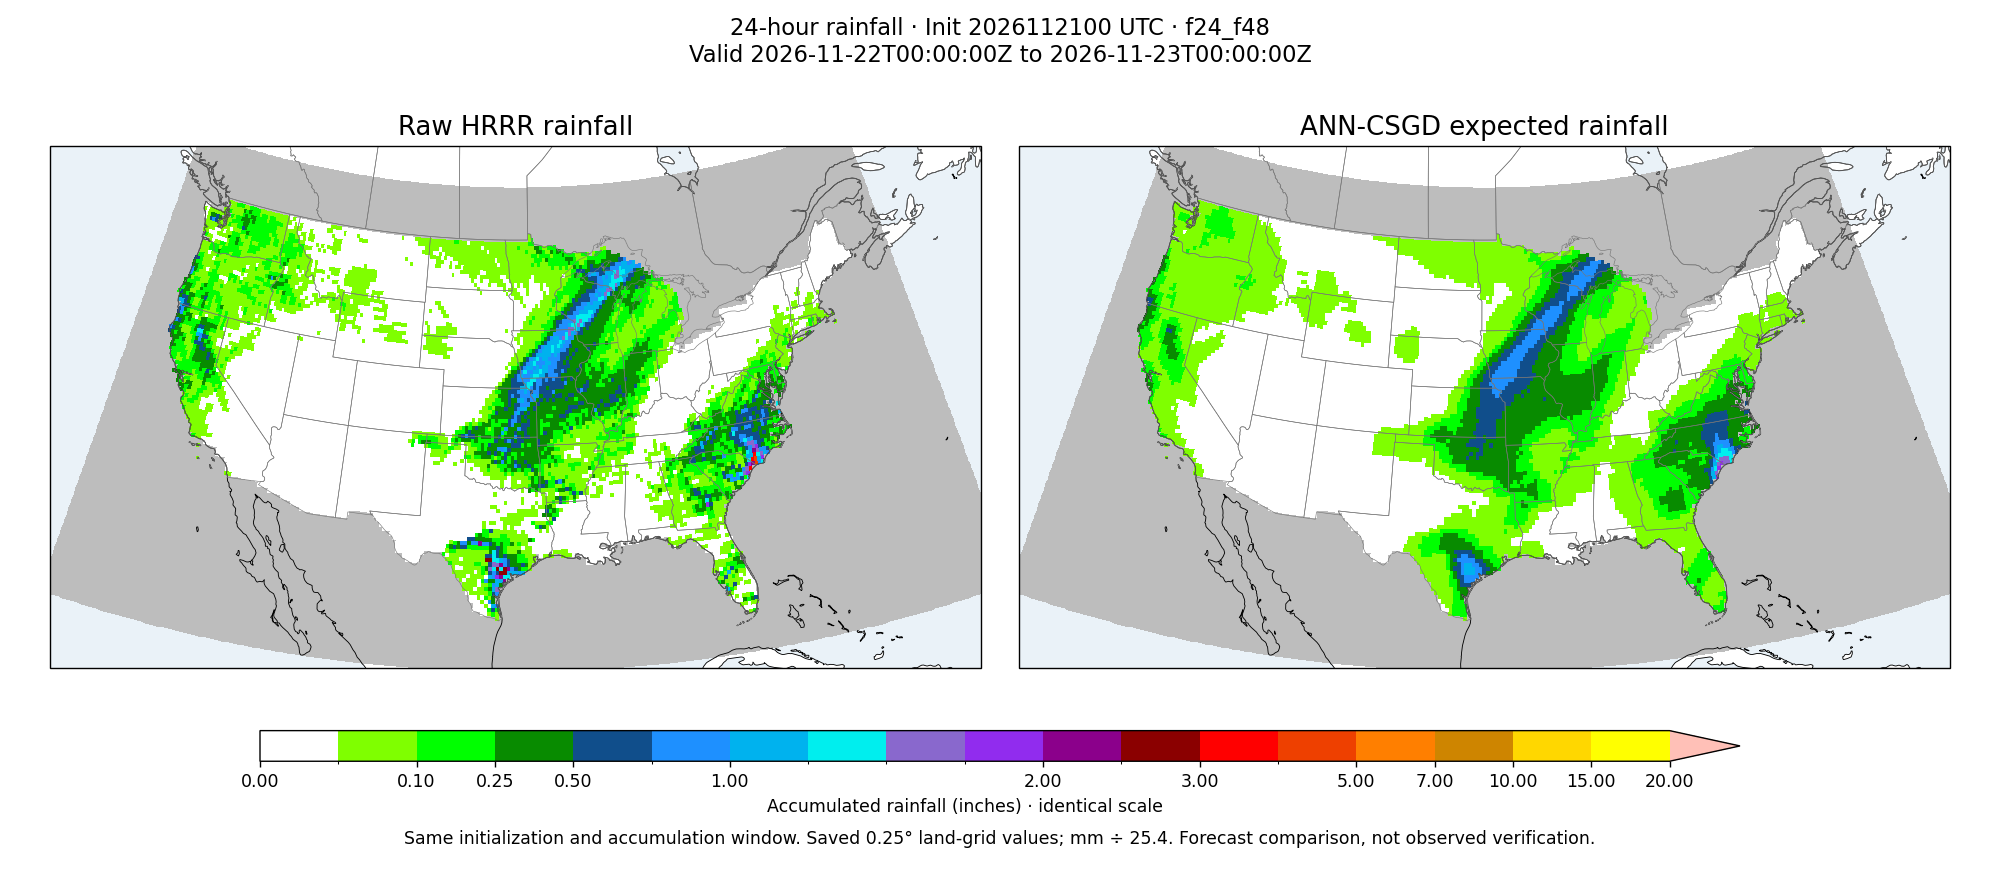 24-hour rainfall · Init 2026112100 UTC · f24_f48
Valid 2026-11-22T00:00:00Z to 2026-11-23T00:00:00Z
Raw HRRR rainfall
ANN-CSGD expected rainfall
0.00 0.10 0.25 0.50 1.00 2.00 3.00 5.00 7.00 10.00 15.00 20.00
Accumulated rainfall (inches) · identical scale
Same initialization and accumulation window. Saved 0.25° land-grid values; mm ÷ 25.4. Forecast comparison, not observed verification.